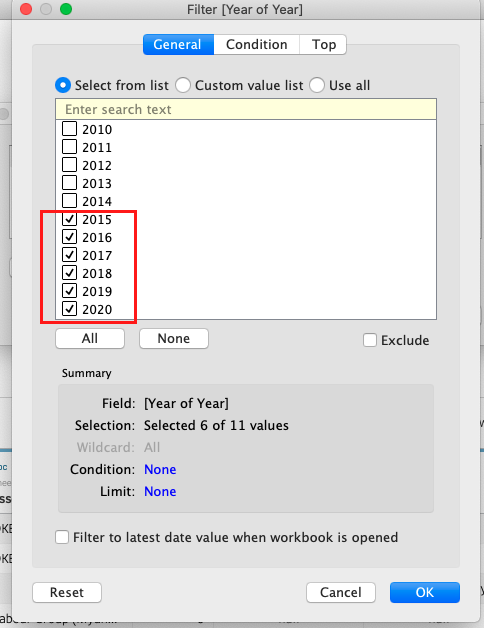 Filter [Year of Year]
General Condition Top
Select from list Custom value list Use all
Enter search text
2010
2011
2012
2013
2014
2015
2016
2017
2018
2019
2020
All None Exclude
Summary
Field: [Year of Year]
Selection: Selected 6 of 11 values
Wildcard: All
Condition: None
Limit: None
Filter to latest date value when workbook is opened
Reset Cancel OK